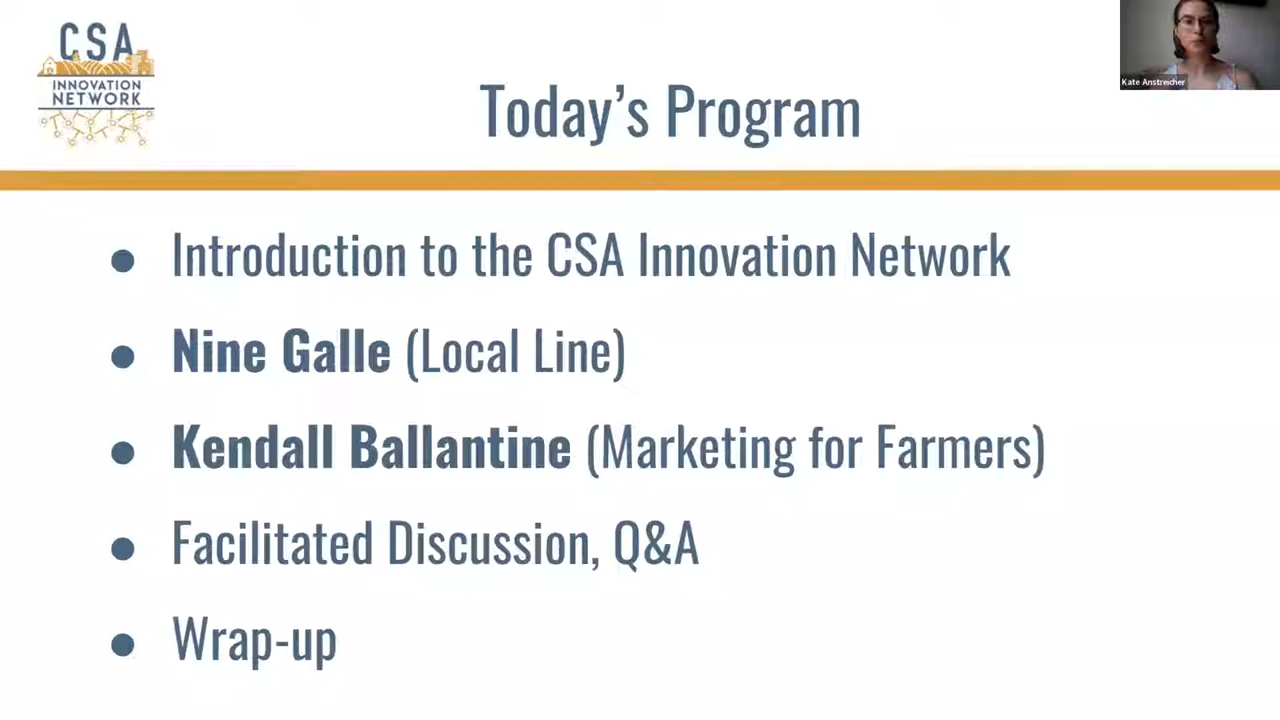 CSA
INNOVATION
NETWORK
Kate Anstreicher
Today’s Program
● Introduction to the CSA Innovation Network
● Nine Galle (Local Line)
● Kendall Ballantine (Marketing for Farmers)
● Facilitated Discussion, Q&A
● Wrap-up